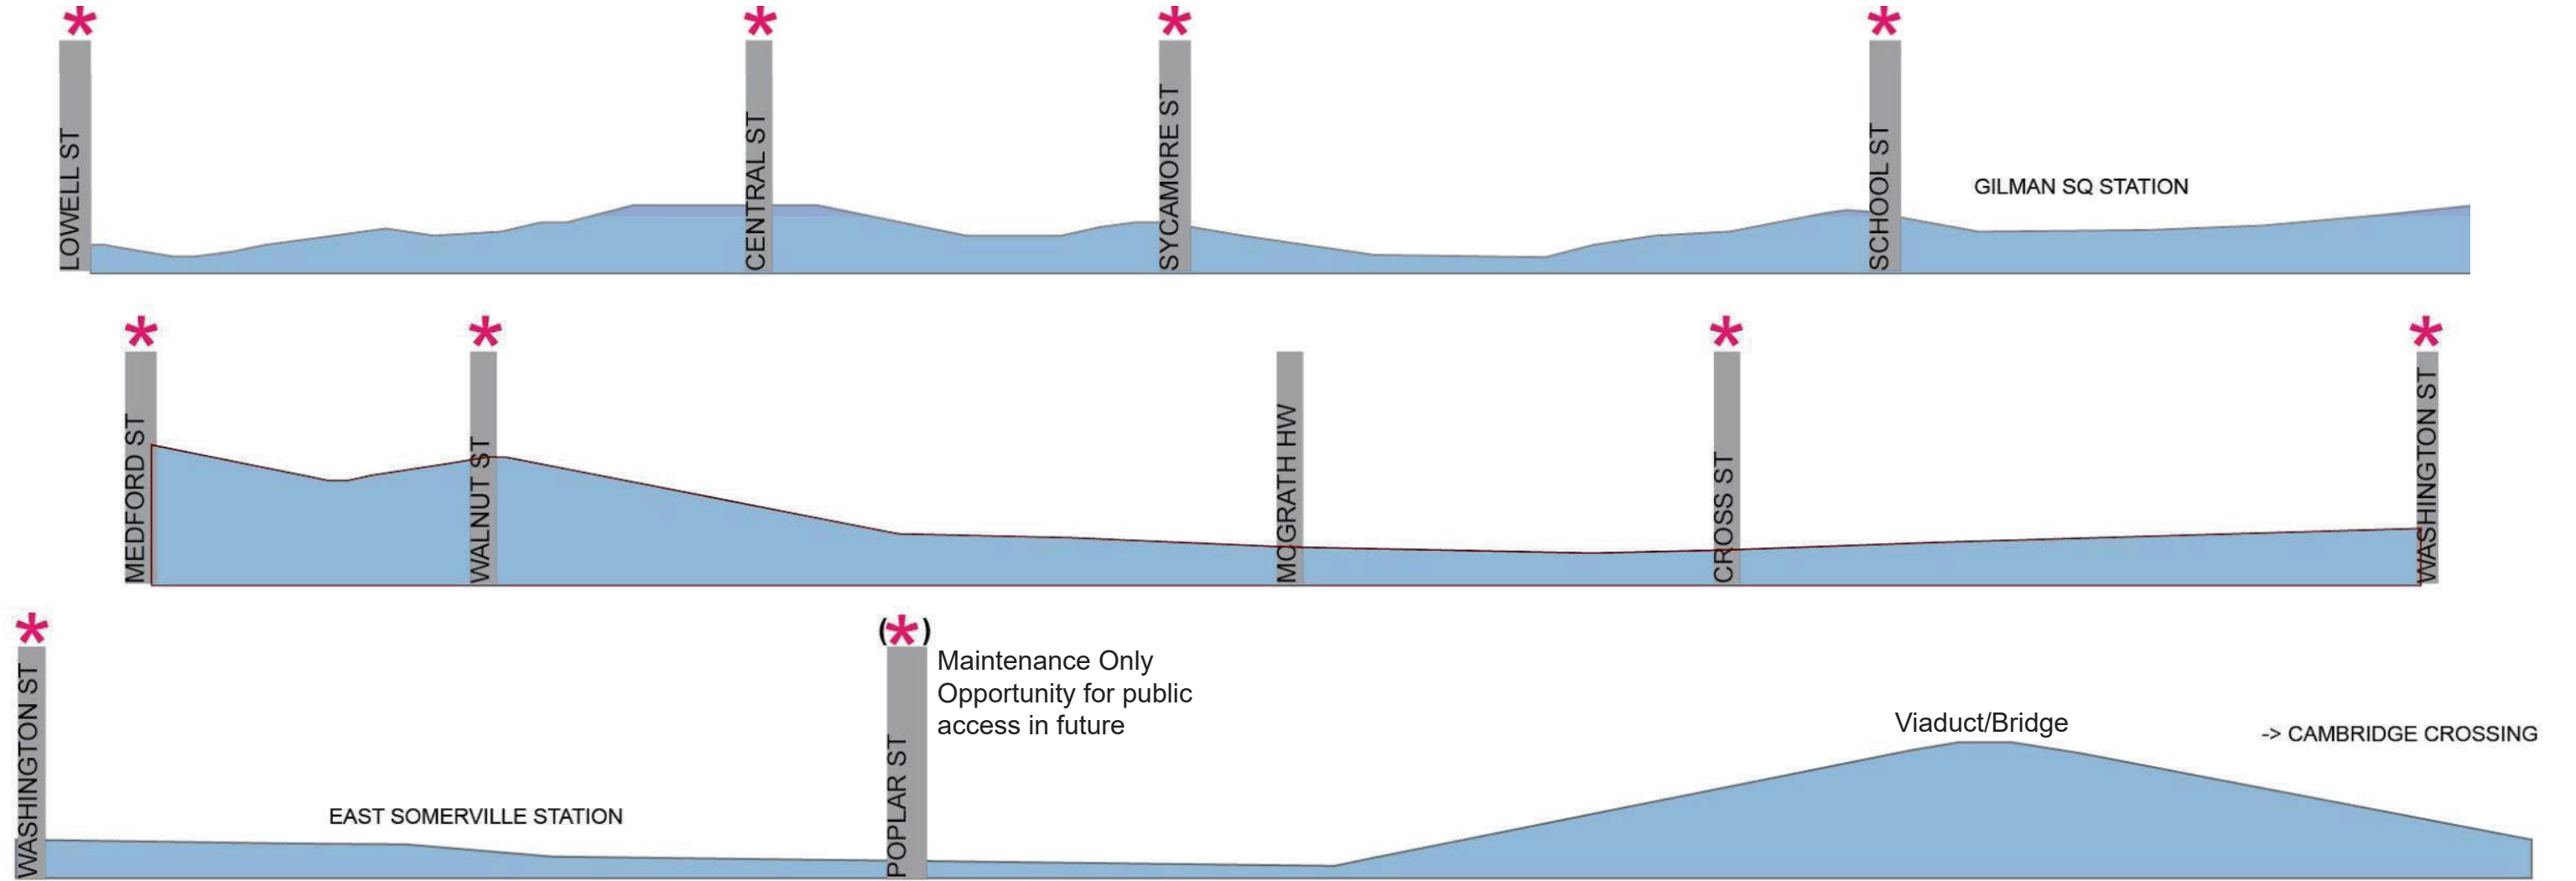 *
*
*
*
LOWELL ST
CENTRAL ST
SYCAMORE ST
SCHOOL ST
GILMAN SQ STATION
*
*
*
*
MEDFORD ST
WALNUT ST
MCGRATH HW
CROSS ST
WASHINGTON ST
*
(*)
WASHINGTON ST
EAST SOMERVILLE STATION
POPLAR ST
Maintenance Only
Opportunity for public
access in future
Viaduct/Bridge
-> CAMBRIDGE CROSSING